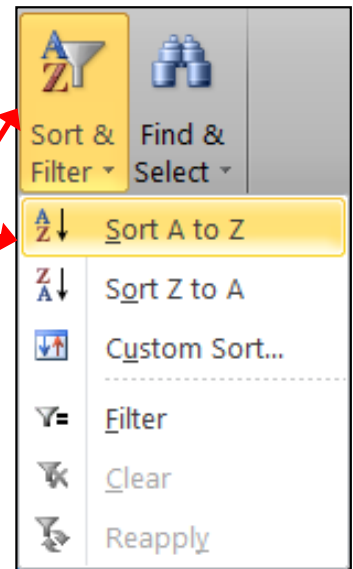 Sort & Find &
Filter Select
Sort A to Z
Sort Z to A
Custom Sort...
Filter
Clear
Reapply